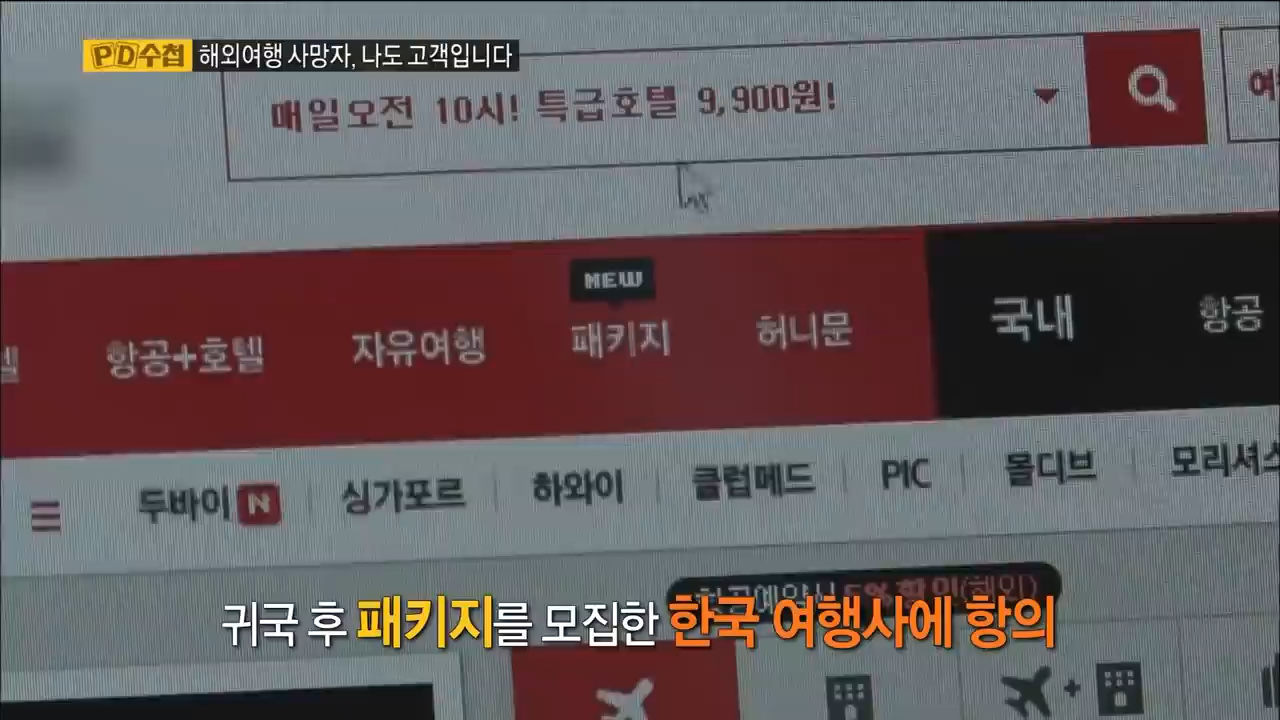 PD수첩 해외여행 사망자, 나도 고객입니다
매일오전 10시! 특급호텔 9,900원!
NEW
항공+호텔 자유여행 패키지 허니문 국내 항공
두바이 N 싱가포르 하와이 클럽메드 PIC 몰디브 모리셔스
귀국 후 패키지를 모집한 한국 여행사에 항의